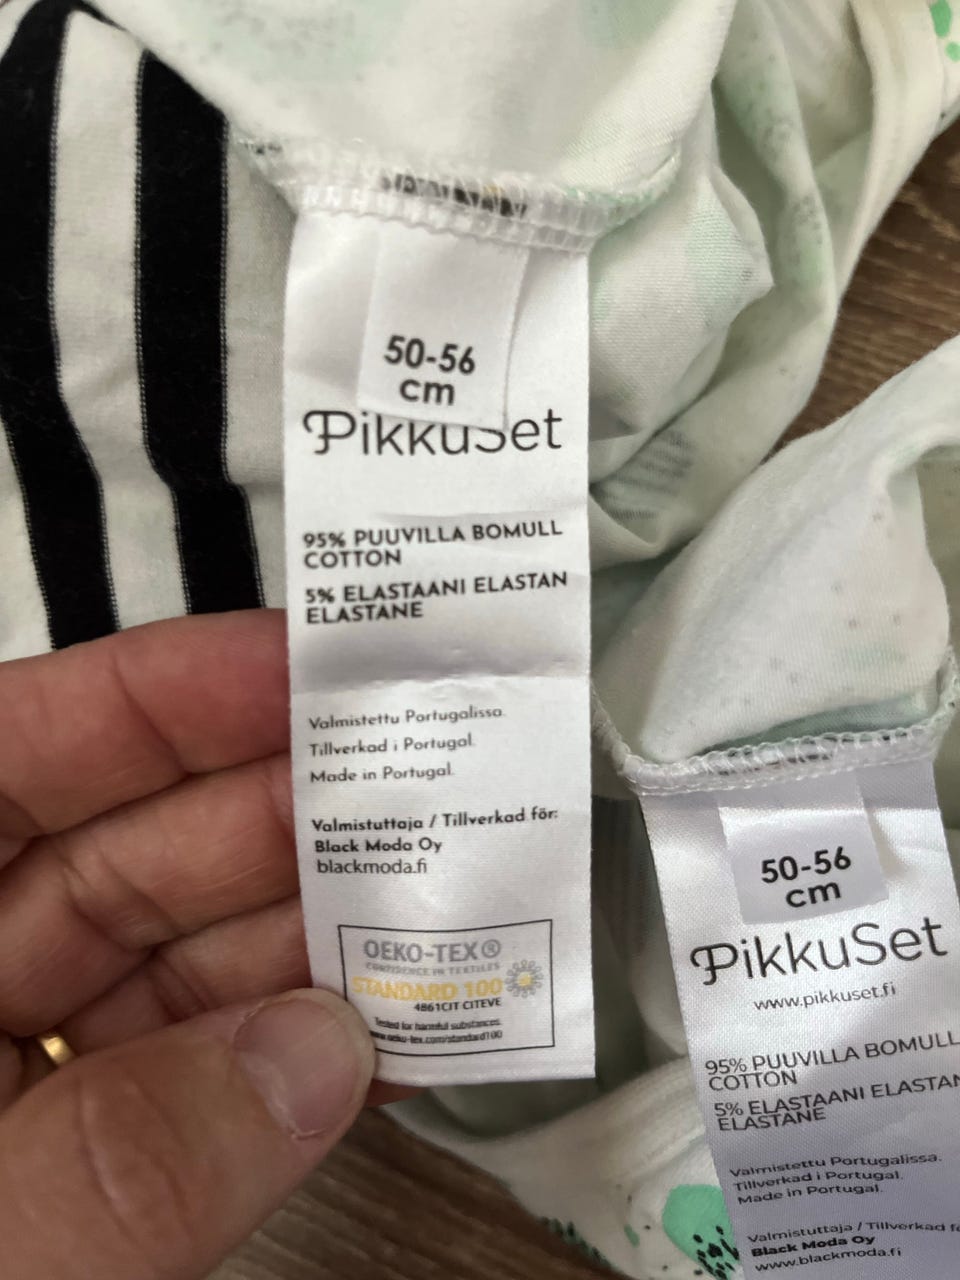 50-56
cm
PikkuSet
95% PUUVILLA BOMULL
COTTON
5% ELASTAANI ELASTAN
ELASTANE
Valmistettu Portugalissa.
Tillverkad i Portugal.
Made in Portugal.
Valmistuttaja / Tillverkad för:
Black Moda Oy
blackmoda.fi
OEKO-TEX®
CONFIDENCE IN TEXTILES
STANDARD 100
4861CIT CITEVE
Tested for harmful substances.
www.oeko-tex.com/standard100
50-56
cm
PikkuSet
www.pikkuset.fi
95% PUUVILLA BOMULL
COTTON
5% ELASTAANI ELASTAN
ELASTANE
Valmistettu Portugalissa.
Tillverkad i Portugal.
Made in Portugal.
Valmistuttaja / Tillverkad
Black Moda Oy
www.blackmoda.fi